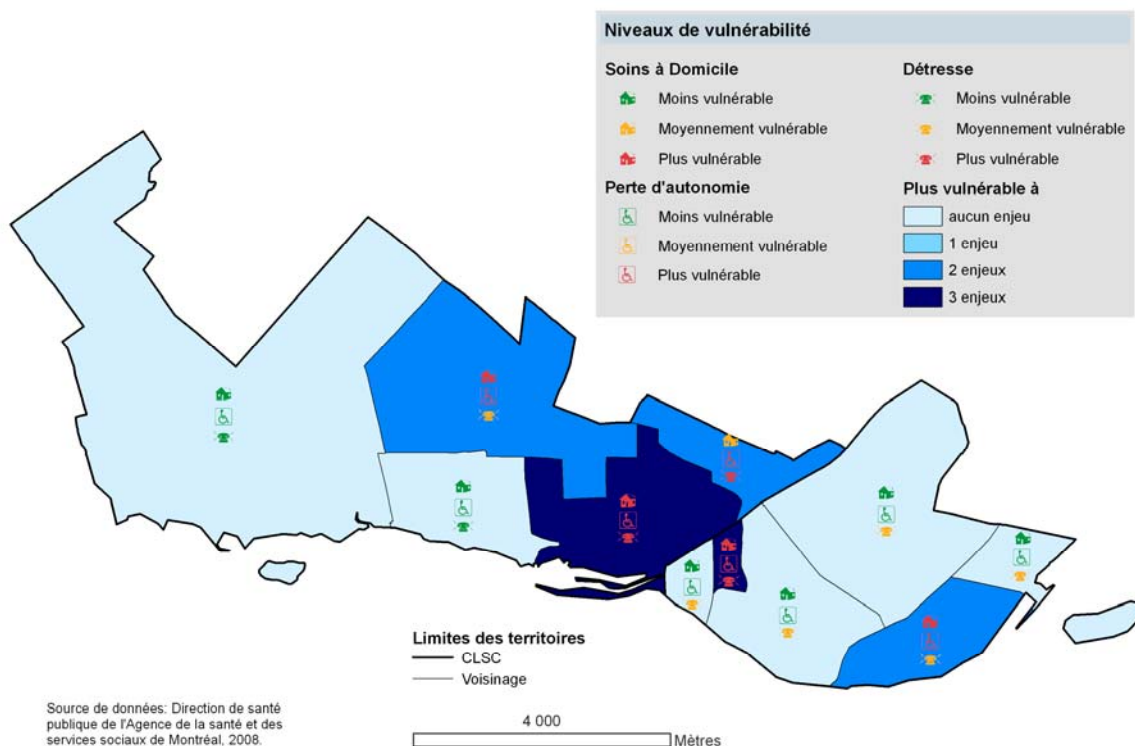 Niveaux de vulnérabilité
Soins à Domicile
Moins vulnérable
Moyennement vulnérable
Plus vulnérable
Perte d'autonomie
Moins vulnérable
Moyennement vulnérable
Plus vulnérable
Détresse
Moins vulnérable
Moyennement vulnérable
Plus vulnérable
Plus vulnérable à
aucun enjeu
1 enjeu
2 enjeux
3 enjeux
Limites des territoires
CLSC
Voisinage
Source de données: Direction de santé
publique de l'Agence de la santé et des
services sociaux de Montréal, 2008.
4 000
Mètres